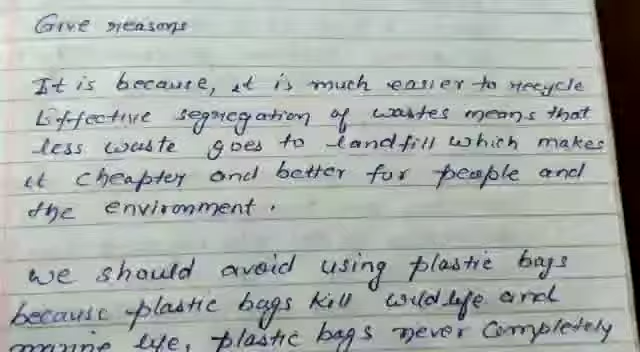 Give reasons
It is because, it is much easier to recycle
Effective segregation of wastes means that
less waste goes to landfill which makes
it cheapter and better for people and
the environment.
we should avoid using plastic bags
because plastic bags kill wildlife and
marine life, plastic bags never completely